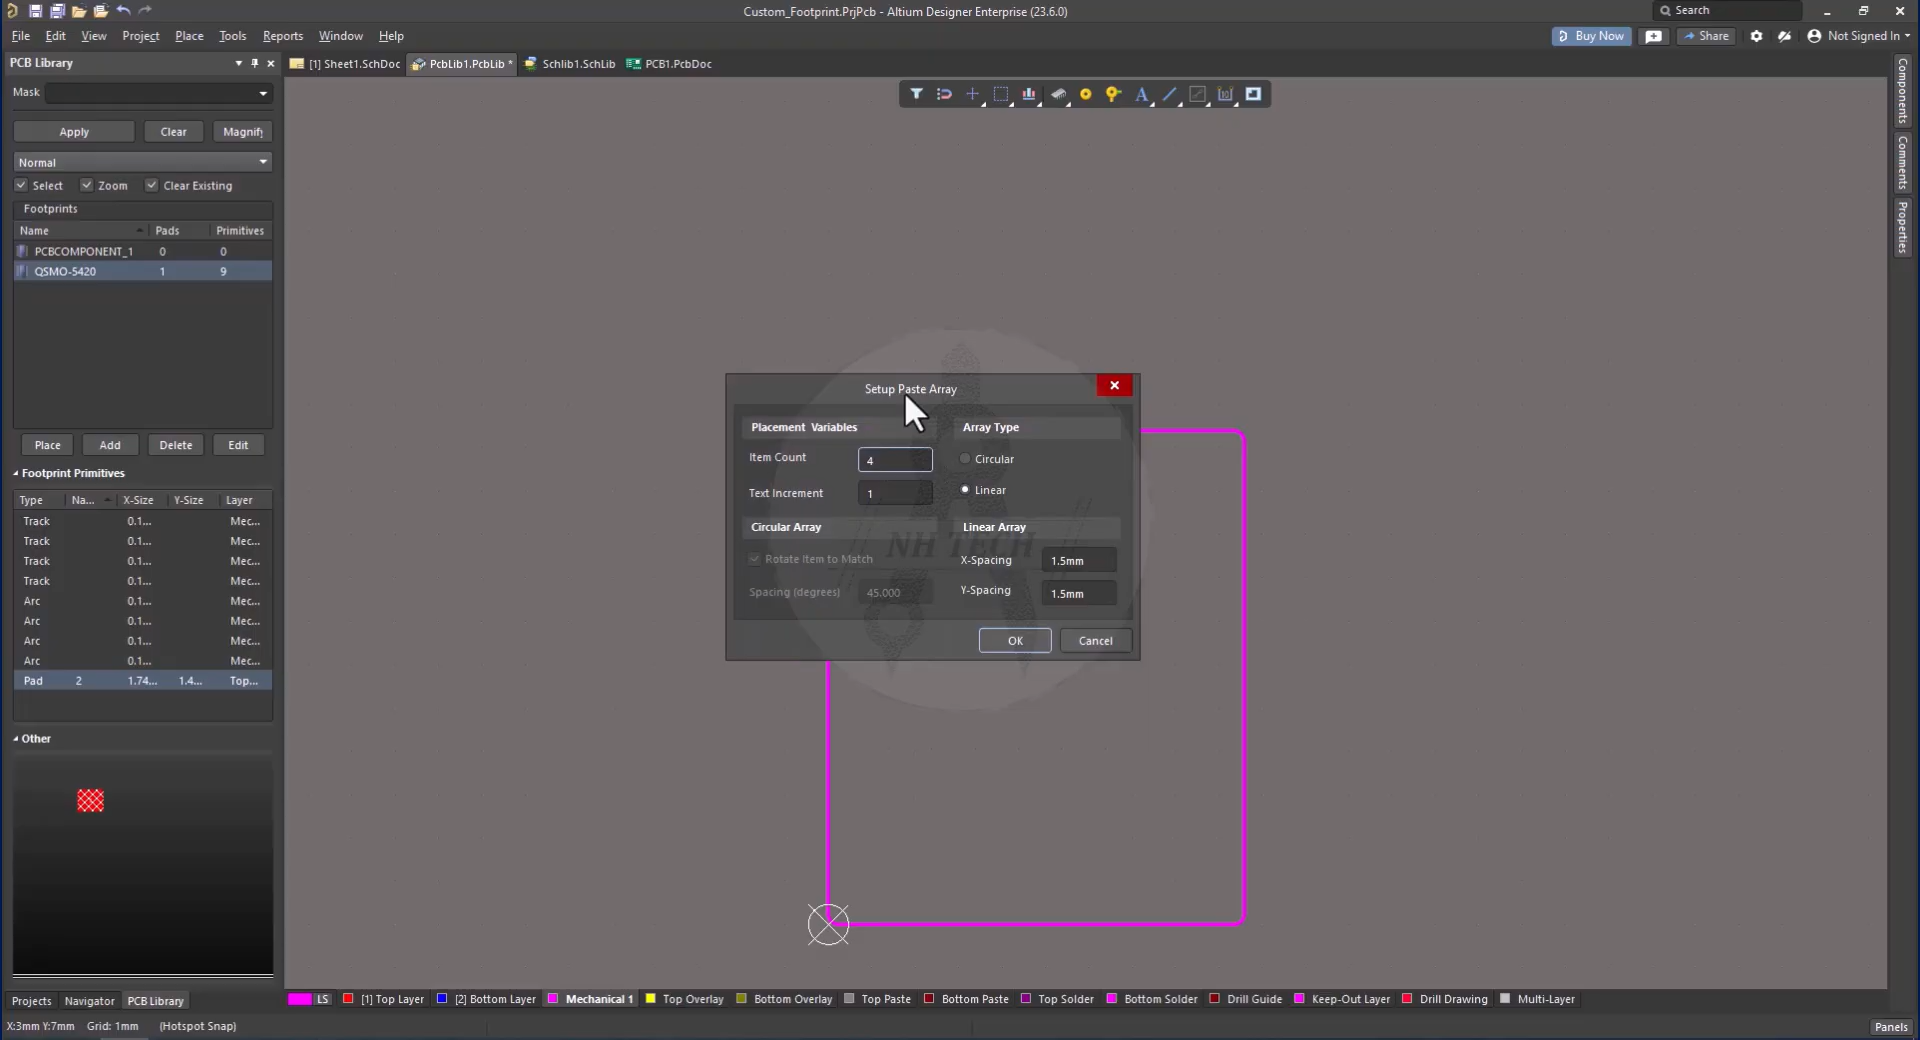 Custom_Footprint.PrjPcb - Altium Designer Enterprise (23.6.0)
Search
File Edit View Project Place Tools Reports Window Help
Buy Now
Share
Not Signed In
PCB Library
[1] Sheet1.SchDoc
PcbLib1.PcbLib *
Schlib1.SchLib
PCB1.PcbDoc
Mask
Apply
Clear
Magnify
Normal
Select
Zoom
Clear Existing
Footprints
Name Pads Primitives
PCBCOMPONENT_1 0 0
QSMO-5420 1 9
Place
Add
Delete
Edit
Footprint Primitives
Type Na... X-Size Y-Size Layer
Track 0.1... Mec...
Track 0.1... Mec...
Track 0.1... Mec...
Track 0.1... Mec...
Arc 0.1... Mec...
Arc 0.1... Mec...
Arc 0.1... Mec...
Arc 0.1... Mec...
Pad 2 1.74... 1.4... Top...
Other
Setup Paste Array
Placement Variables
Array Type
Item Count 4
Circular
Text Increment 1
Linear
Circular Array
Linear Array
NH TECH
Rotate Item to Match
X-Spacing 1.5mm
Spacing (degrees) 45.000
Y-Spacing 1.5mm
OK
Cancel
Components
Comments
Properties
Projects
Navigator
PCB Library
LS
[1] Top Layer
[2] Bottom Layer
Mechanical 1
Top Overlay
Bottom Overlay
Top Paste
Bottom Paste
Top Solder
Bottom Solder
Drill Guide
Keep-Out Layer
Drill Drawing
Multi-Layer
X:3mm Y:7mm Grid: 1mm (Hotspot Snap)
Panels